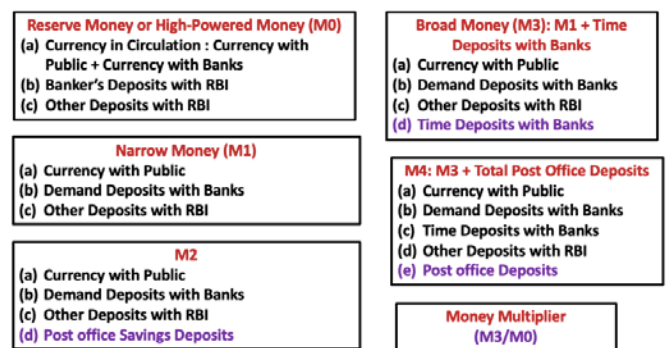 Reserve Money or High-Powered Money (M0)
(a) Currency in Circulation : Currency with
Public + Currency with Banks
(b) Banker's Deposits with RBI
(c) Other Deposits with RBI
Narrow Money (M1)
(a) Currency with Public
(b) Demand Deposits with Banks
(c) Other Deposits with RBI
M2
(a) Currency with Public
(b) Demand Deposits with Banks
(c) Other Deposits with RBI
(d) Post office Savings Deposits
Broad Money (M3): M1 + Time
Deposits with Banks
(a) Currency with Public
(b) Demand Deposits with Banks
(c) Other Deposits with RBI
(d) Time Deposits with Banks
M4: M3 + Total Post Office Deposits
(a) Currency with Public
(b) Demand Deposits with Banks
(c) Time Deposits with Banks
(d) Other Deposits with RBI
(e) Post office Deposits
Money Multiplier
(M3/M0)